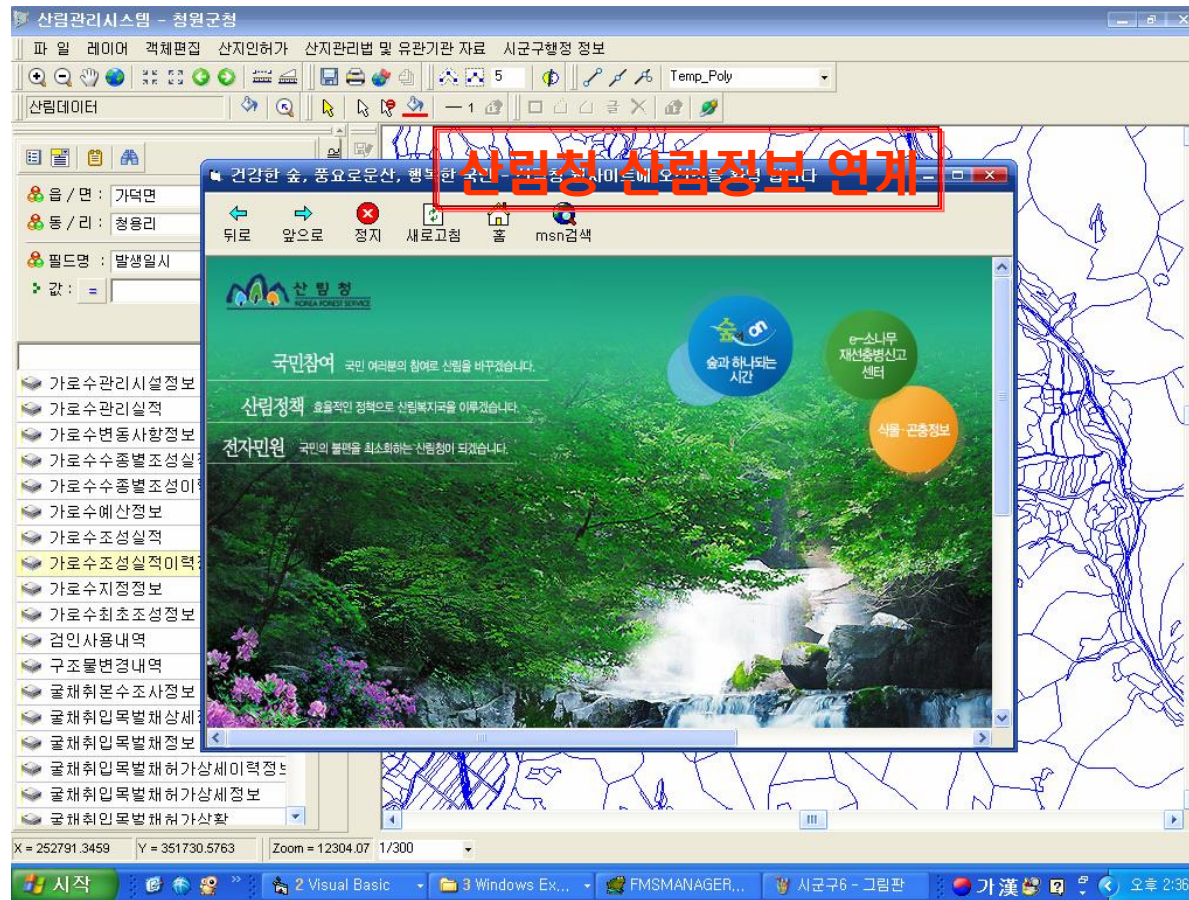 산림관리시스템 - 청원군청
파 일 레이어 객체편집 산지인허가 산지관리법 및 유관기관 자료 시군구행정 정보
5 Temp_Poly
산림데이터 1
산림청 산림정보 연계
건강한 숲, 풍요로운산, 행복한 국민
뒤로 앞으로 정지 새로고침 홈 msn검색
읍 / 면 : 가덕면
동 / 리 : 청용리
필드명 : 발생일시
값 : =
산 림 청
KOREA FOREST SERVICE
국민참여 국민 여러분의 참여로 산림을 바꾸겠습니다.
산림정책 효율적인 정책으로 산림복지국을 이루겠습니다.
전자민원 국민의 불편을 최소화하는 산림청이 되겠습니다.
숲에 on
숲과 하나되는
시간
e-소나무
재선충병신고
센터
식물·곤충정보
가로수관리시설정보
가로수관리실적
가로수변동사항정보
가로수수종별조성실
가로수수종별조성이
가로수예산정보
가로수조성실적
가로수조성실적이력
가로수지정정보
가로수최초조성정보
검인사용내역
구조물변경내역
굴채취본수조사정보
굴채취입목벌채상세
굴채취입목벌채정보
굴채취입목벌채허가상세이력정
굴채취입목벌채허가상세정보
굴채취입목벌채허가상황
X = 252791.3459 Y = 351730.5763 Zoom = 12304.07 1/300
시작 2 Visual Basic 3 Windows Ex... FMSMANAGER... 시군구6 - 그림판 가 漢 오후 2:36